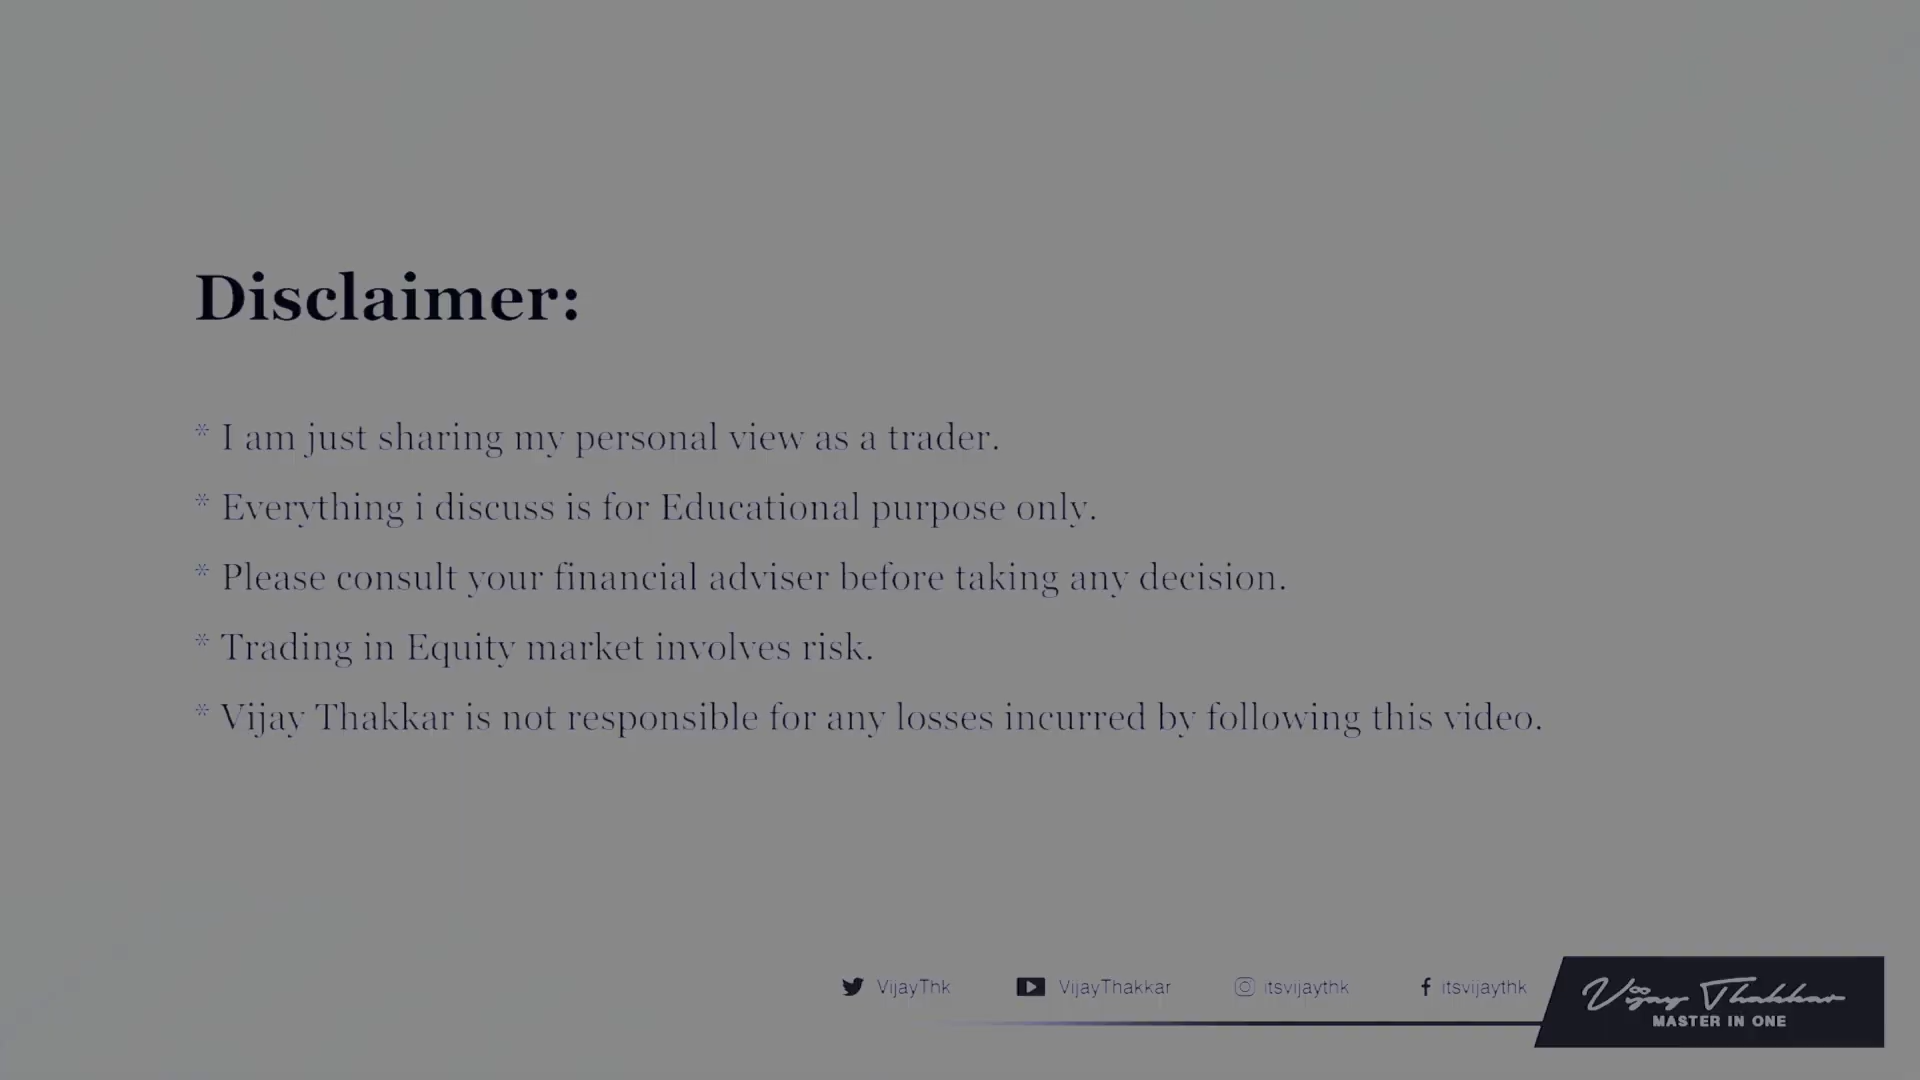 Disclaimer:
* I am just sharing my personal view as a trader.
* Everything i discuss is for Educational purpose only.
* Please consult your financial adviser before taking any decision.
* Trading in Equity market involves risk.
* Vijay Thakkar is not responsible for any losses incurred by following this video.
VijayThk VijayThakkar itsvijaythk itsvijaythk
Vijay Thakkar
MASTER IN ONE